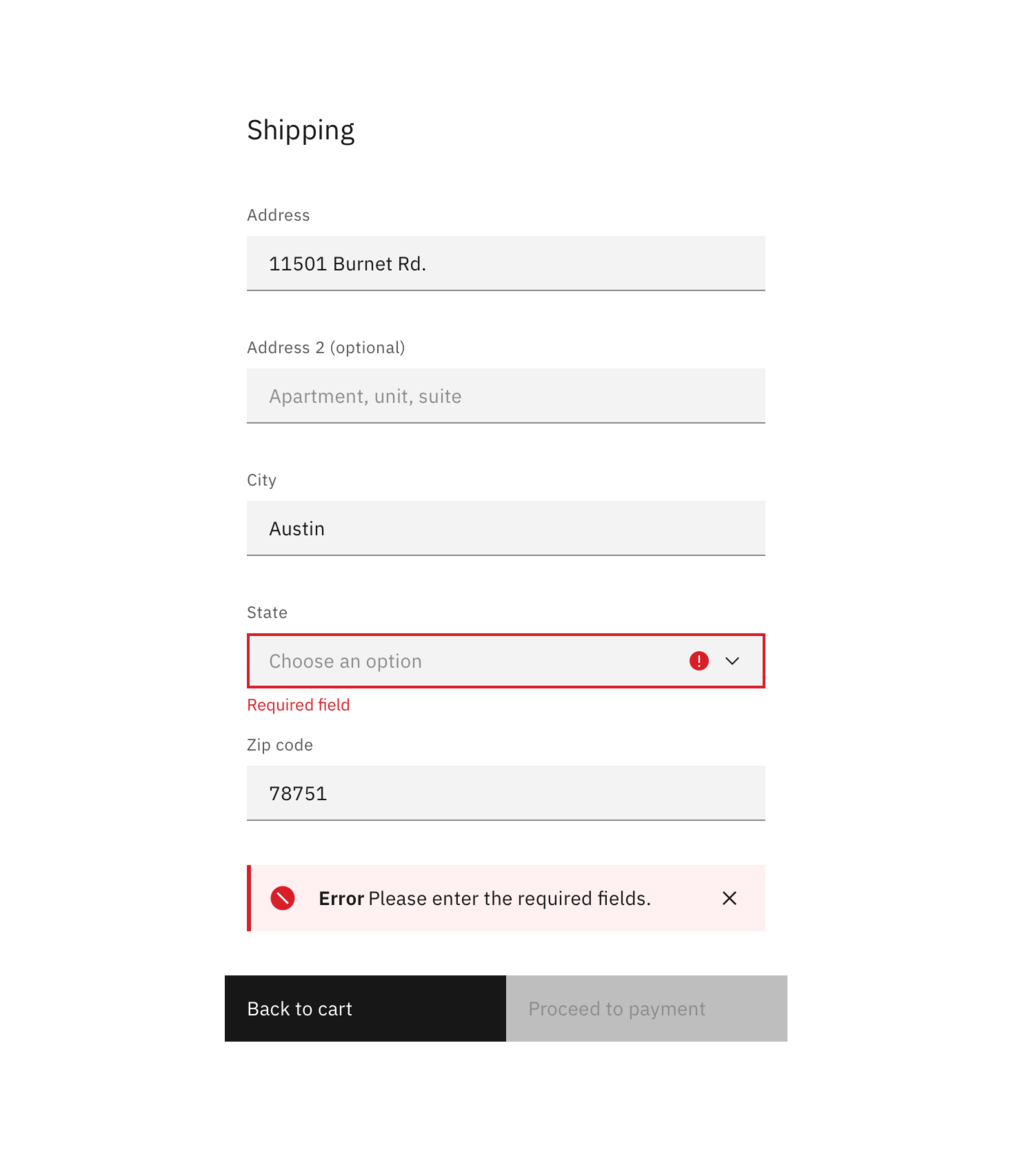 Shipping
Address
11501 Burnet Rd.
Address 2 (optional)
Apartment, unit, suite
City
Austin
State
Choose an option
Required field
Zip code
78751
Error Please enter the required fields.
Back to cart
Proceed to payment